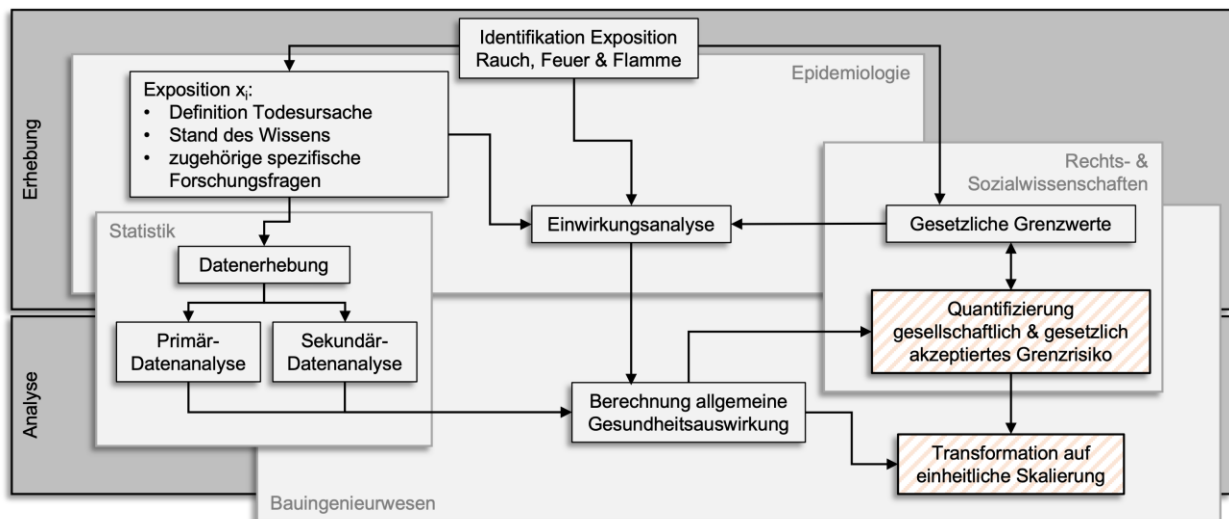 Identifikation Exposition
Rauch, Feuer & Flamme
Epidemiologie
Exposition xi:
• Definition Todesursache
• Stand des Wissens
• zugehörige spezifische
Forschungsfragen
Erhebung
Rechts- &
Sozialwissenschaften
Statistik
Einwirkungsanalyse
Gesetzliche Grenzwerte
Datenerhebung
Quantifizierung
gesellschaftlich & gesetzlich
akzeptiertes Grenzrisiko
Primär-
Datenanalyse
Sekundär-
Datenanalyse
Analyse
Berechnung allgemeine
Gesundheitsauswirkung
Transformation auf
einheitliche Skalierung
Bauingenieurwesen